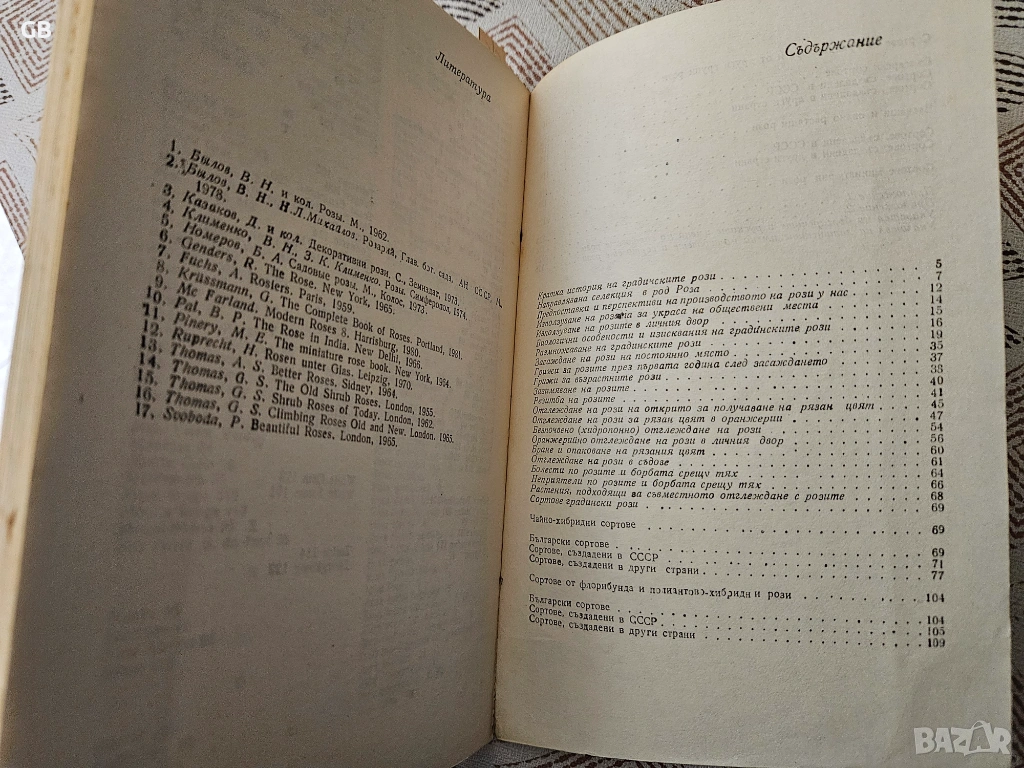 GB
Литература
1. Былов, В. Н. и кол. Розы. М., 1962.
2. Былов, В. Н., Н. Л. Михайлов. Розарий, Глав. бот. сада. АН СССР, М.,
1978.
3. Казаков, Д. и кол. Декоративни рози, С., Земиздат, 1973.
4. Клименко, В. Н., З. К. Клименко, Розы. Симферопол, 1974.
5. Номеров, Б. А. Садовые розы. М., Колос, 1973.
6. Genders, R. The Rose. New York, 1965.
7. Fuchs, A. Rosiers. Paris, 1959.
8. Krussmann, G. The Complete Book of Roses. Portland, 1981.
9. Mc Farland. Modern Roses 8, Harrisburg, 1980.
10. Pal, B. P. The Rose in India. New Delhi, 1966.
11. Pinery, M. E. The miniature rose book. New York, 1964.
12. Ruprecht, H. Rosen unter Glas. Leipzig, 1970.
13. Thomas, A. S. Better Roses. Sidney, 1964.
14. Thomas, G. S. The Old Shrub Roses. London, 1955.
15. Thomas, G. S. Shrub Roses of Today. London, 1962.
16. Thomas, G. S. Climbing Roses Old and New. London, 1965.
17. Svoboda, P. Beautiful Roses. London, 1965.
Съдържание
Кратка история на градинските рози 5
Направлявана селекция в род Роза 7
Предпоставки и перспективи на производството на рози у нас 12
Използуване на розата за украса на обществени места 14
Използуване на розите в личния двор 15
Биологични особености и изисквания на градинските рози 16
Размножаване на градинските рози 19
Засаждане на рози на постоянно място 35
Грижи за розите през първата година след засаждането 37
Грижи за възрастните рози 38
Зазимяване на розите 40
Резитба на розите 41
Отглеждане на рози на открито за получаване на рязан цвят 45
Отглеждане на рози за рязан цвят в оранжерии 47
Безпочвено (хидропонно) отглеждане на рози 54
Оранжерийно отглеждане на рози в личния двор 56
Бране и опаковане на рязания цвят 60
Отглеждане на рози в съдове 61
Болести по розите и борбата срещу тях 64
Неприятели по розите и борбата срещу тях 66
Растения, подходящи за съвместното отглеждане с розите 68
Сортове градински рози 69
Чайно-хибридни сортове 69
Български сортове 69
Сортове, създадени в СССР 71
Сортове, създадени в други страни 77
Сортове от флорибунда и полиантово-хибридни рози 104
Български сортове 104
Сортове, създадени в СССР 105
Сортове, създадени в други страни 109
BAZAR